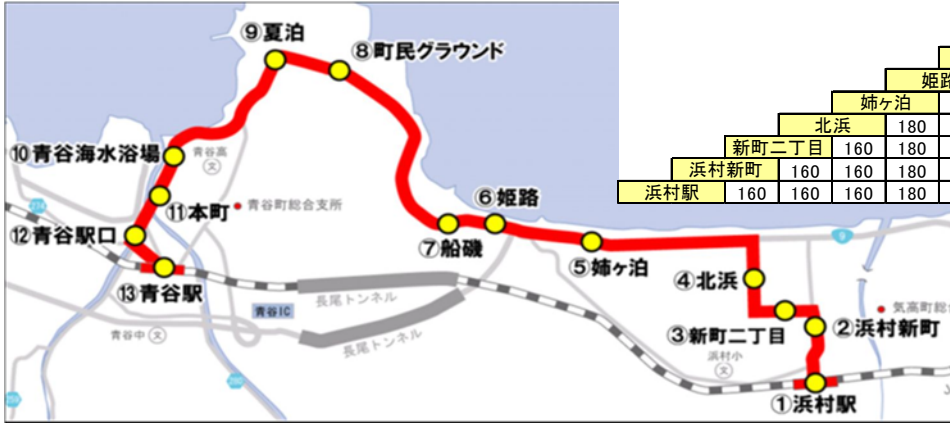 ⑨夏泊
⑧町民グラウンド
姫路
姉ヶ泊
北浜 180
新町二丁目 160 180
浜村新町 160 160 180
浜村駅 160 160 160 180
⑩青谷海水浴場
青谷高
文
⑪本町
青谷町総合支所
⑥姫路
274
⑫青谷駅口
⑦船磯
9
⑤姉ヶ泊
④北浜
⑬青谷駅
長尾トンネル
青谷IC
気高町総
③新町二丁目
②浜村新町
青谷中 文
長尾トンネル
浜村小
文
①浜村駅